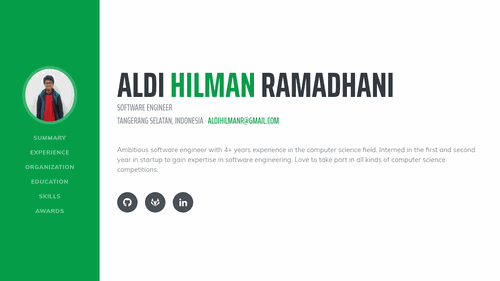 SUMMARY
EXPERIENCE
ORGANIZATION
EDUCATION
SKILLS
AWARDS
ALDI HILMAN RAMADHANI
SOFTWARE ENGINEER
TANGERANG SELATAN, INDONESIA · ALDIHILMANR@GMAIL.COM
Ambitious software engineer with 4+ years experience in the computer science field. Interned in the first and second
year in startup to gain expertise in software engineering. Love to take part in all kinds of computer science
competitions.
in